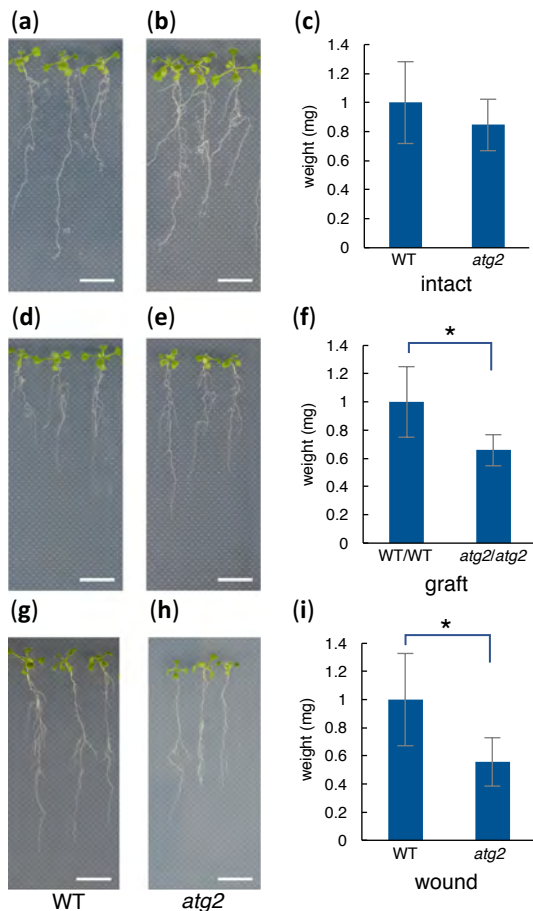 (a)
(b)
(c)
weight (mg)
1.4
1.2
1
0.8
0.6
0.4
0.2
0
WT
atg2
intact
(d)
(e)
(f)
*
weight (mg)
1.4
1.2
1
0.8
0.6
0.4
0.2
0
WT/WT
atg2/atg2
graft
(g)
(h)
(i)
*
weight (mg)
1.4
1.2
1
0.8
0.6
0.4
0.2
0
WT
atg2
wound
WT
atg2